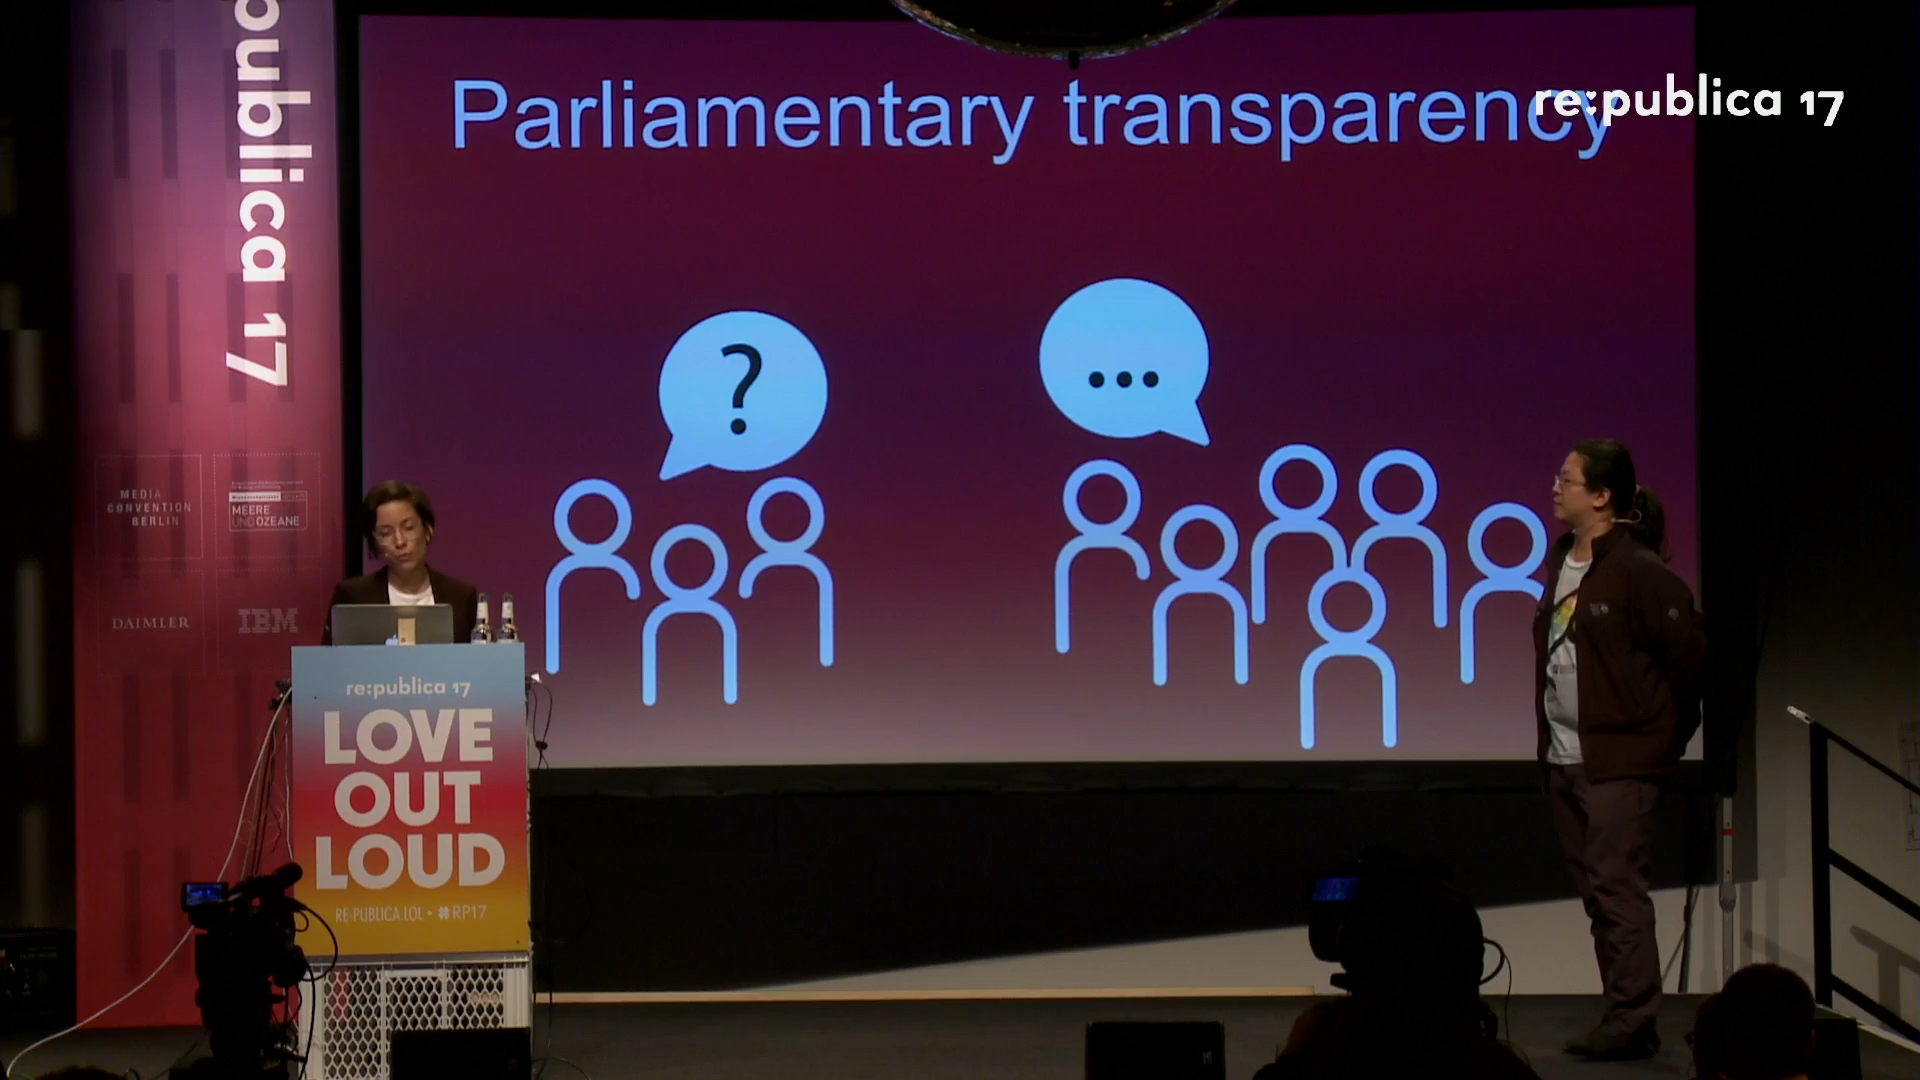 Parliamentary transparency
re:publica 17
publica 17
?
...
MEDIA
CONVENTION
BERLIN
MEERE
UND OZEANE
DAIMLER
IBM
re:publica 17
LOVE
OUT
LOUD
RE-PUBLICA.LOL • #RP17